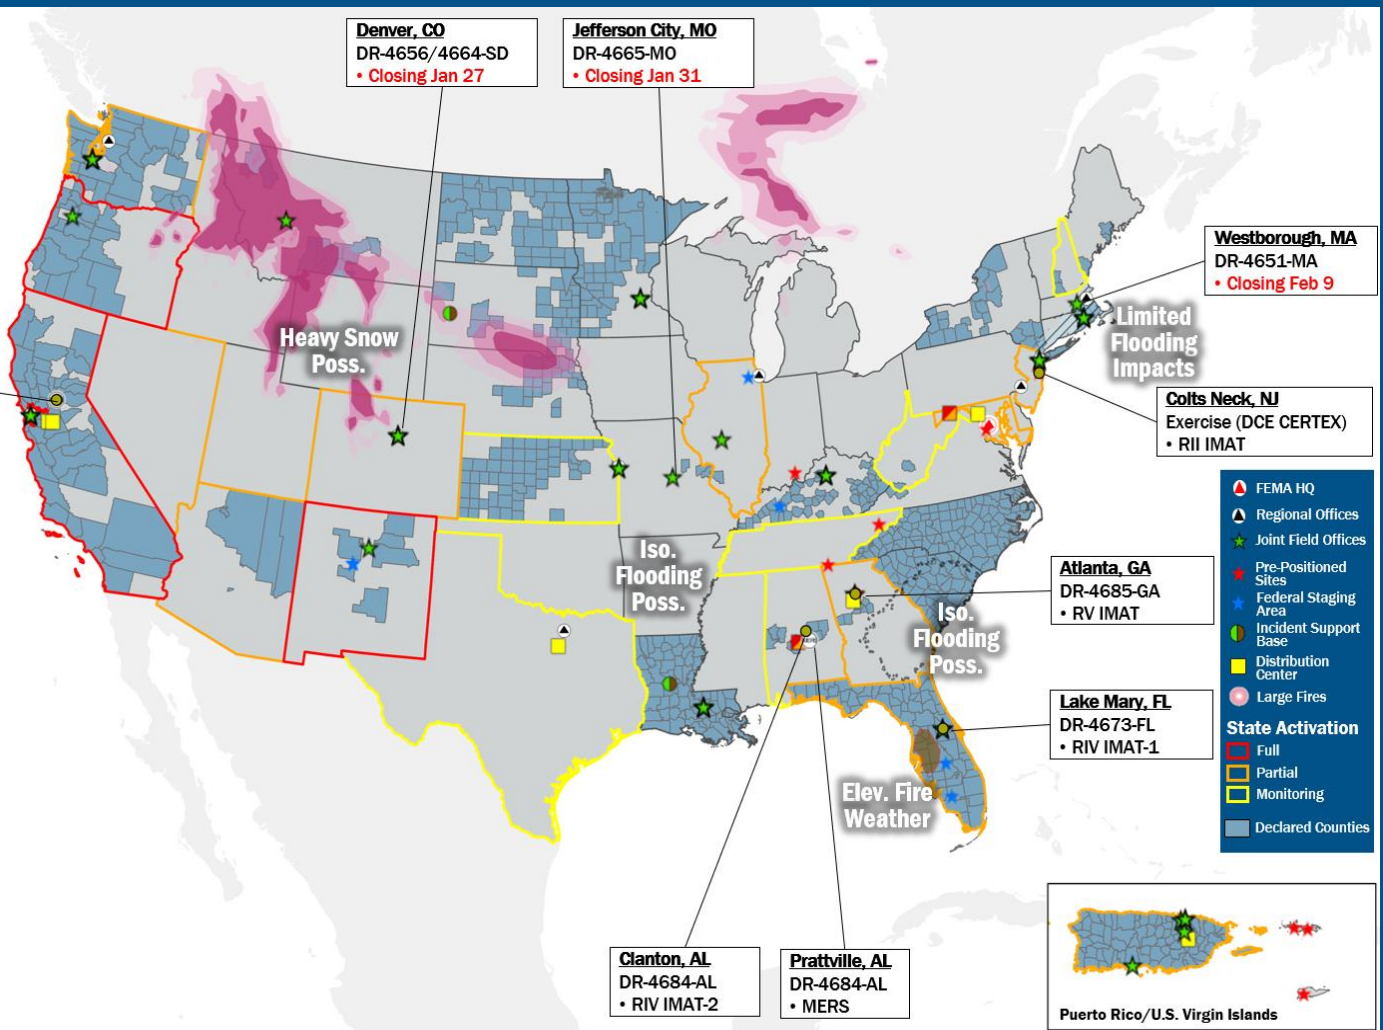 Denver, CO
DR-4656/4664-SD
• Closing Jan 27
Jefferson City, MO
DR-4665-MO
• Closing Jan 31
Westborough, MA
DR-4651-MA
• Closing Feb 9
Heavy Snow
Poss.
Limited
Flooding
Impacts
Colts Neck, NJ
Exercise (DCE CERTEX)
• RII IMAT
FEMA HQ
Regional Offices
Joint Field Offices
Pre-Positioned
Sites
Federal Staging
Area
Incident Support
Base
Distribution
Center
Large Fires
State Activation
Full
Partial
Monitoring
Declared Counties
Iso.
Flooding
Poss.
Atlanta, GA
DR-4685-GA
• RV IMAT
Iso.
Flooding
Poss.
MERS
Lake Mary, FL
DR-4673-FL
• RIV IMAT-1
Elev. Fire
Weather
Clanton, AL
DR-4684-AL
• RIV IMAT-2
Prattville, AL
DR-4684-AL
• MERS
Puerto Rico/U.S. Virgin Islands